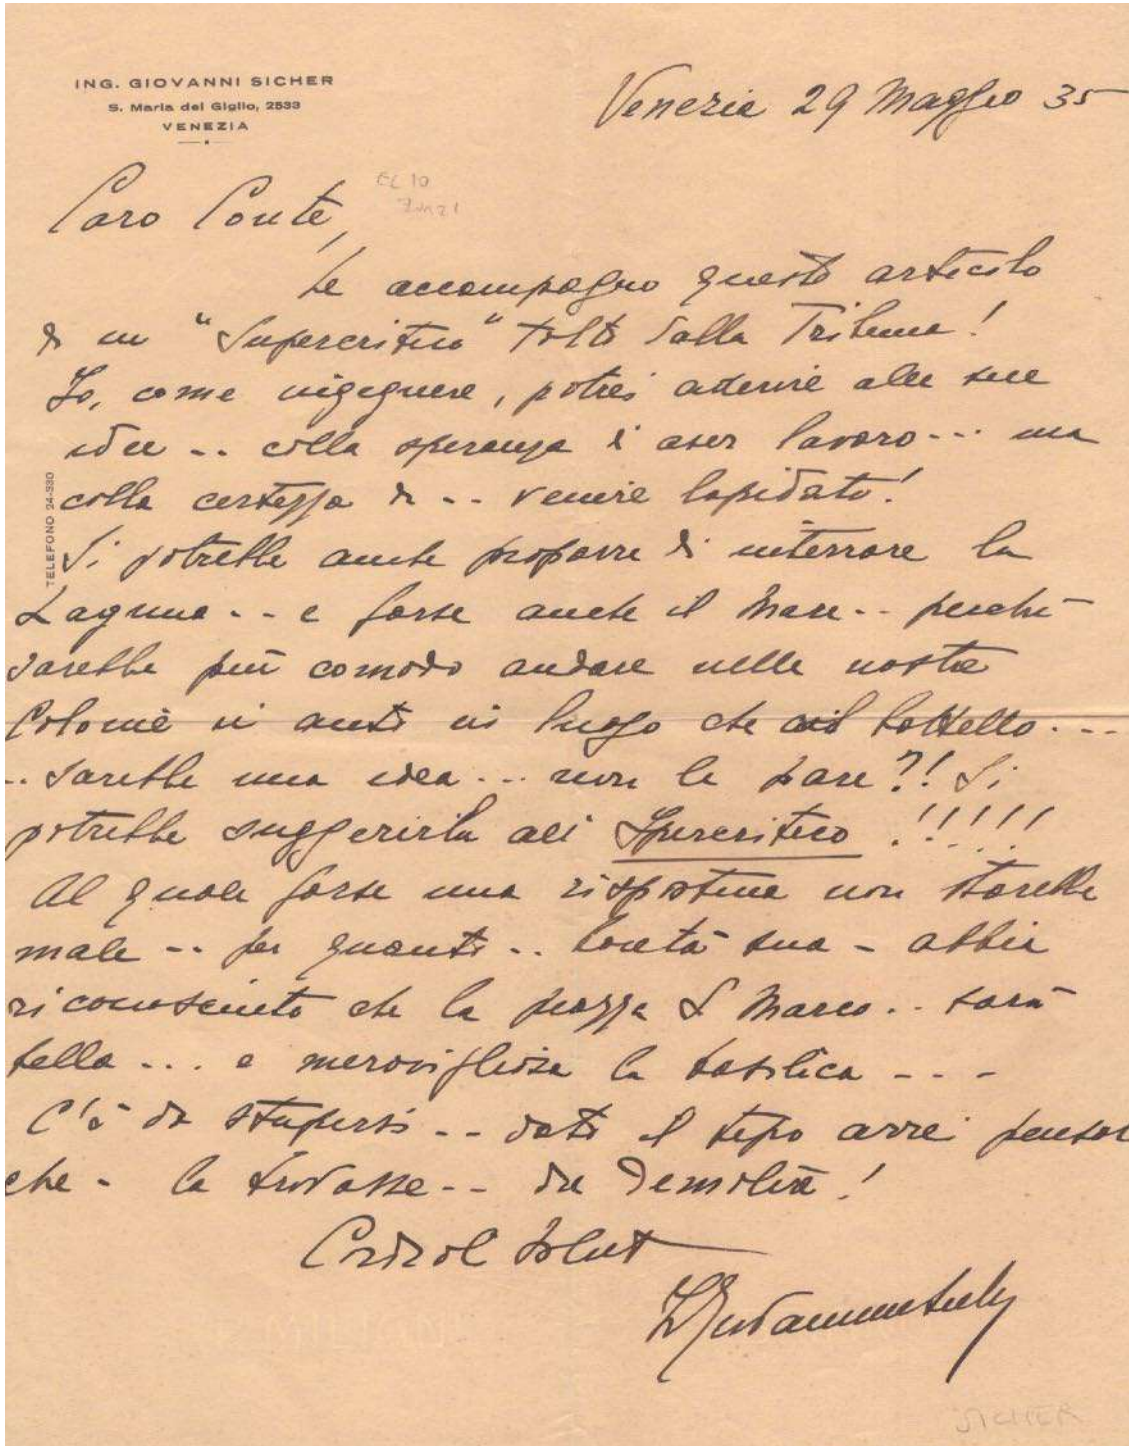 ING. GIOVANNI SICHER
S. Maria del Giglio, 2533
VENEZIA
Venezia 29 Maggio 35
Caro Conte,
Le accompagno questo articolo
di un "Supercritico" tolto dalla Tribuna!
Io, come ingegnere, potrei aderire alle sue
idee .. colla speranza di aver lavoro... ma
colla certezza di .. venire lapidato!
TELEFONO 24-330
Si potrebbe anche proporre di interrare la
Laguna .. e forse anche il mare .. perché
sarebbe più comodo andare nelle nostre
Colonie in auto in luogo che battello ...
.. sarebbe una idea ... non le pare?! Si
potrebbe suggerirla al Supercritico !!!!!
Al quale forse una rispostina non starebbe
male .. per quanto .. bontà sua - abbia
riconosciuto che la piazza S Marco .. sarà
bella ... e meravigliosa la basilica ---
C'è da stupirsi .. dato il tipo avrei pensato
che - la trovasse .. da demolire!
Cordial salut
SICHER